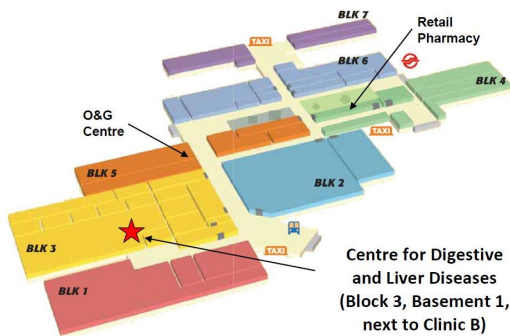 BLK 7
Retail
Pharmacy
TAXI
BLK 6
BLK 4
O&G
Centre
TAXI
BLK 5
BLK 2
BLK 3
TAXI
BLK 1
Centre for Digestive
and Liver Diseases
(Block 3, Basement 1,
next to Clinic B)